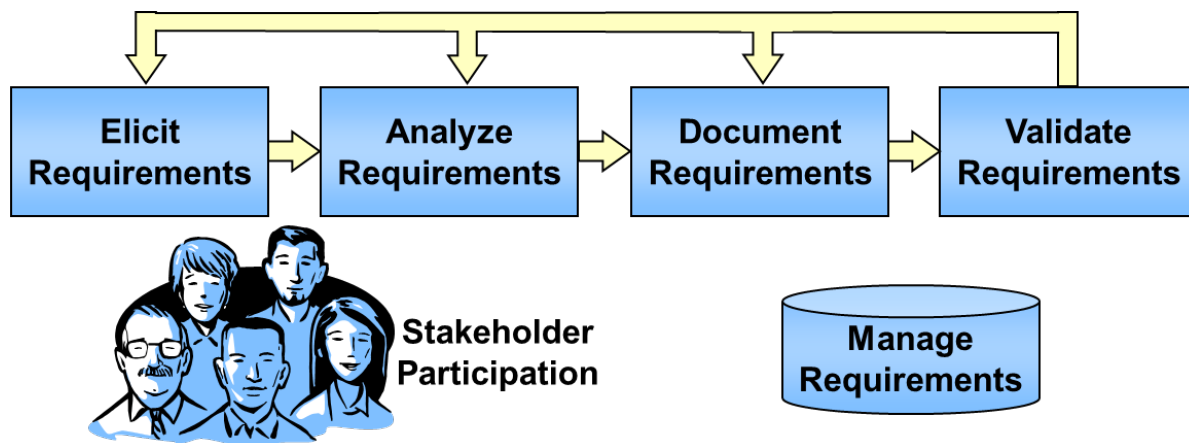 Elicit
Requirements
Analyze
Requirements
Document
Requirements
Validate
Requirements
Stakeholder
Participation
Manage
Requirements